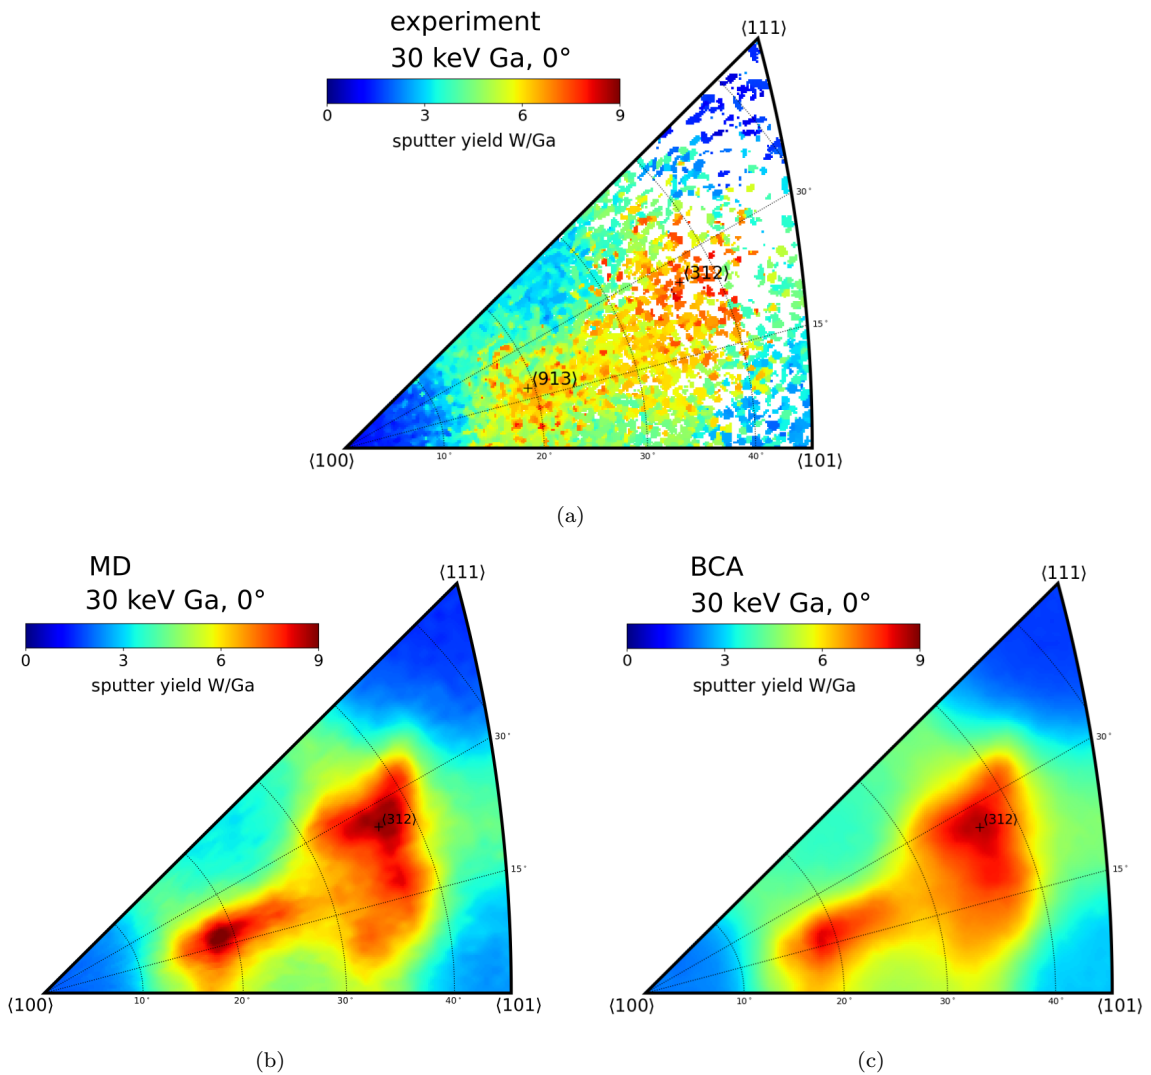 experiment
30 keV Ga, 0°
0 3 6 9
sputter yield W/Ga
⟨111⟩
30°
⟨312⟩
15°
⟨913⟩
⟨100⟩ 10° 20° 30° 40° ⟨101⟩
(a)
MD
30 keV Ga, 0°
0 3 6 9
sputter yield W/Ga
⟨111⟩
30°
⟨312⟩
15°
⟨100⟩ 10° 20° 30° 40° ⟨101⟩
(b)
BCA
30 keV Ga, 0°
0 3 6 9
sputter yield W/Ga
⟨111⟩
30°
⟨312⟩
15°
⟨100⟩ 10° 20° 30° 40° ⟨101⟩
(c)